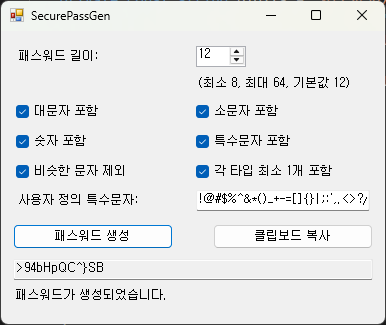 SecurePassGen
패스워드 길이:
12
(최소 8, 최대 64, 기본값 12)
대문자 포함
소문자 포함
숫자 포함
특수문자 포함
비슷한 문자 제외
각 타입 최소 1개 포함
사용자 정의 특수문자:
!@#$%^&*()_+-=[]{}|;:',.<>?/
패스워드 생성
클립보드 복사
>94bHpQC^}SB
패스워드가 생성되었습니다.